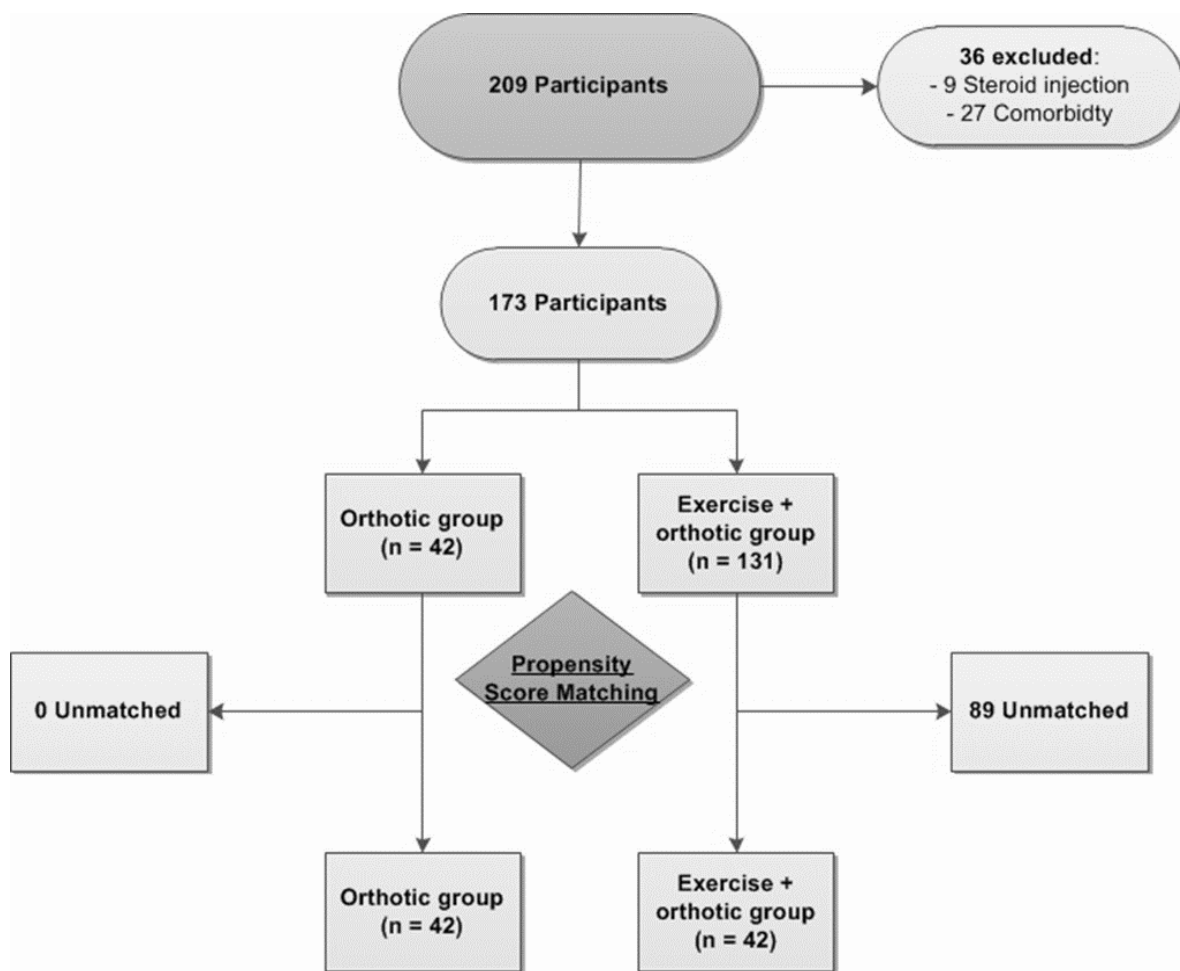 209 Participants
36 excluded:
- 9 Steroid injection
- 27 Comorbidty
173 Participants
Orthotic group
(n = 42)
Exercise +
orthotic group
(n = 131)
Propensity
Score Matching
0 Unmatched
89 Unmatched
Orthotic group
(n = 42)
Exercise +
orthotic group
(n = 42)